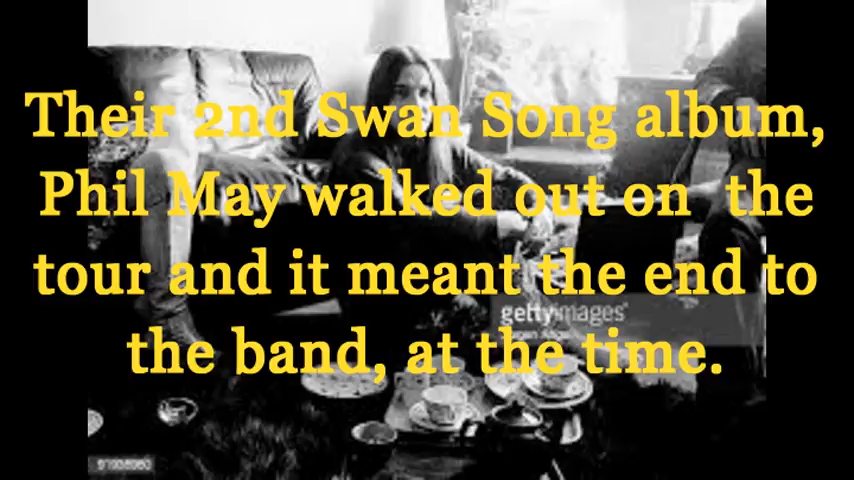 Their 2nd Swan Song album,
Phil May walked out on  the
tour and it meant the end to
the band, at the time.
gettyimages®